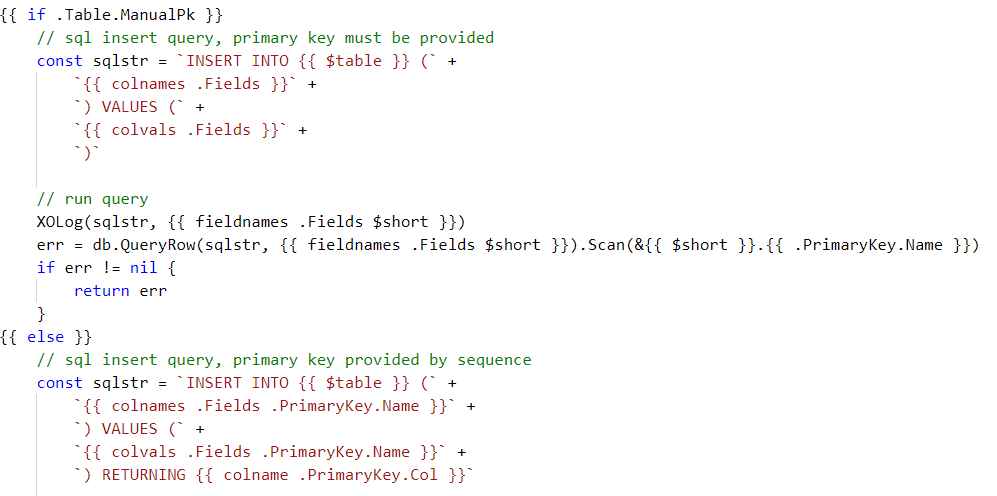 {{ if .Table.ManualPk }}
    // sql insert query, primary key must be provided
    const sqlstr = `INSERT INTO {{ $table }} (` +
        `{{ colnames .Fields }}` +
        `) VALUES (` +
        `{{ colvals .Fields }}` +
        `)`
    // run query
    XOLog(sqlstr, {{ fieldnames .Fields $short }})
    err = db.QueryRow(sqlstr, {{ fieldnames .Fields $short }}).Scan(&{{ $short }}.{{ .PrimaryKey.Name }})
    if err != nil {
        return err
    }
{{ else }}
    // sql insert query, primary key provided by sequence
    const sqlstr = `INSERT INTO {{ $table }} (` +
        `{{ colnames .Fields .PrimaryKey.Name }}` +
        `) VALUES (` +
        `{{ colvals .Fields .PrimaryKey.Name }}` +
        `) RETURNING {{ colname .PrimaryKey.Col }}`